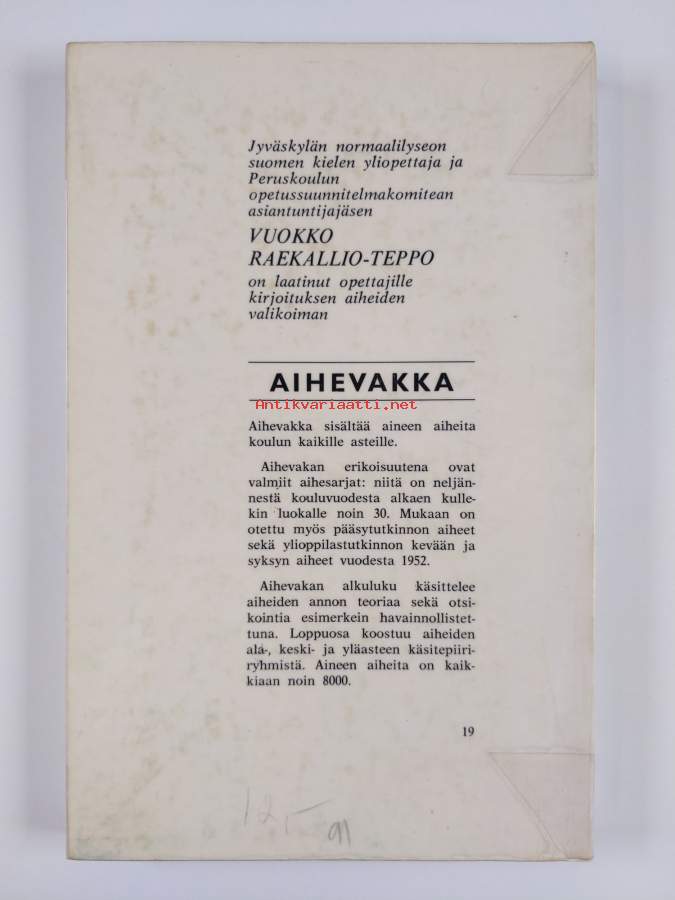 Jyväskylän normaalilyseon
suomen kielen yliopettaja ja
Peruskoulun
opetussuunnitelmakomitean
asiantuntijajäsen
VUOKKO
RAEKALLIO-TEPPO
on laatinut opettajille
kirjoituksen aiheiden
valikoiman
AIHEVAKKA
Antikvariaatti.net
Aihevakka sisältää aineen aiheita
koulun kaikille asteille.
Aihevakan erikoisuutena ovat
valmiit aihesarjat: niitä on neljän-
nestä kouluvuodesta alkaen kulle-
kin luokalle noin 30. Mukaan on
otettu myös pääsytutkinnon aiheet
sekä ylioppilastutkinnon kevään ja
syksyn aiheet vuodesta 1952.
Aihevakan alkuluku käsittelee
aiheiden annon teoriaa sekä otsi-
kointia esimerkein havainnollistet-
tuna. Loppuosa koostuu aiheiden
ala-, keski- ja yläasteen käsitepiiri-
ryhmistä. Aineen aiheita on kaik-
kiaan noin 8000.
19
12,-
91